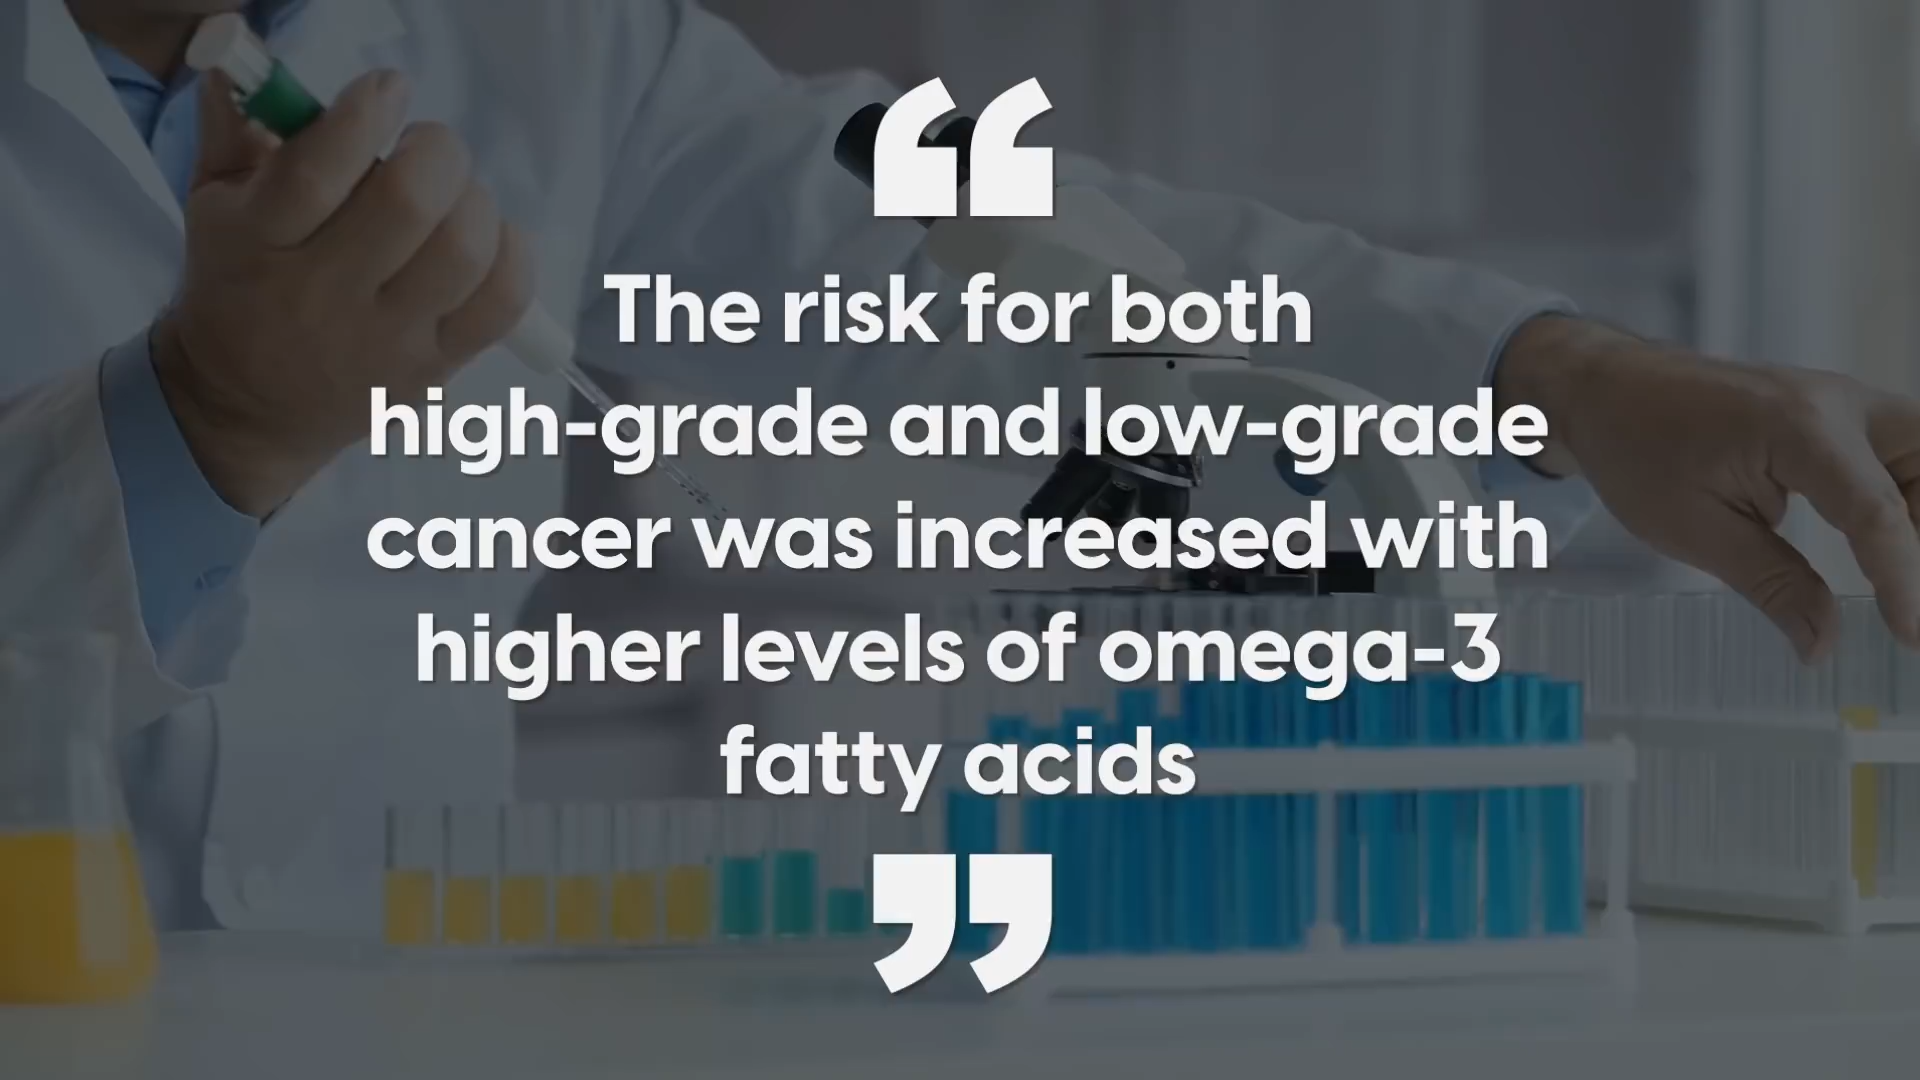 “
The risk for both
high-grade and low-grade
cancer was increased with
higher levels of omega-3
fatty acids
”